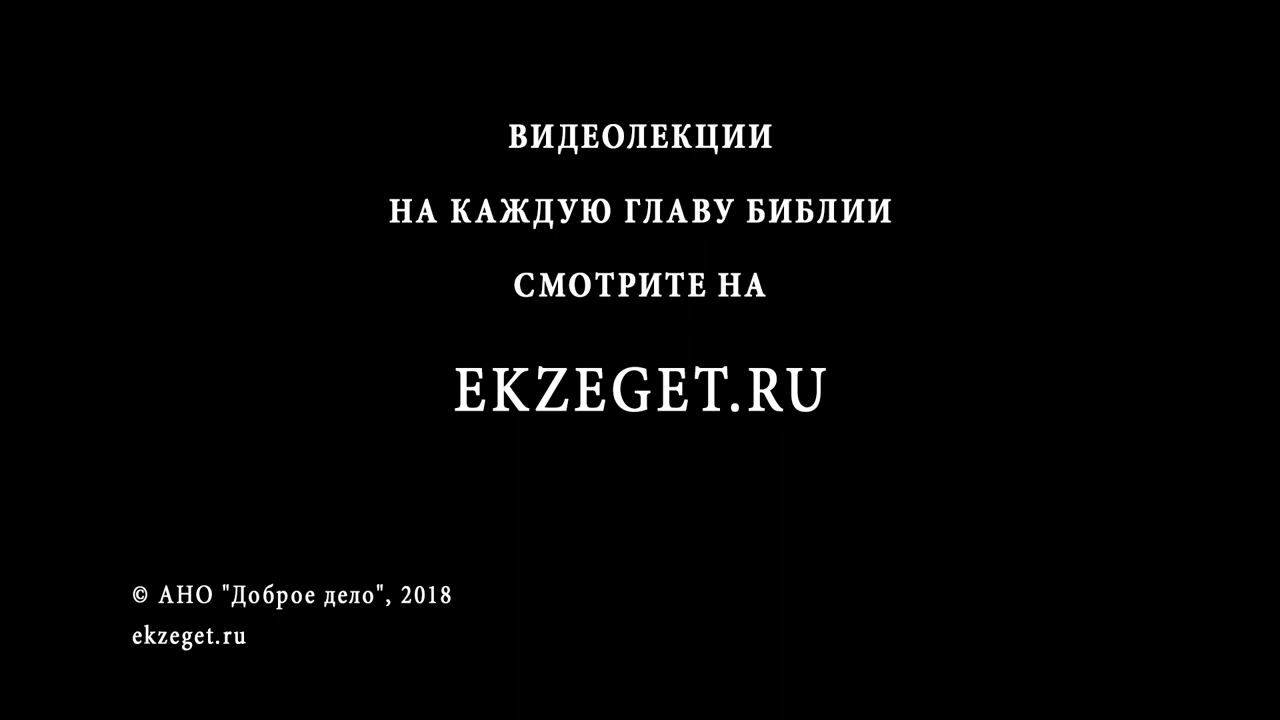 ВИДЕОЛЕКЦИИ
НА КАЖДУЮ ГЛАВУ БИБЛИИ
СМОТРИТЕ НА
EKZEGET.RU
© АНО "Доброе дело", 2018
ekzeget.ru